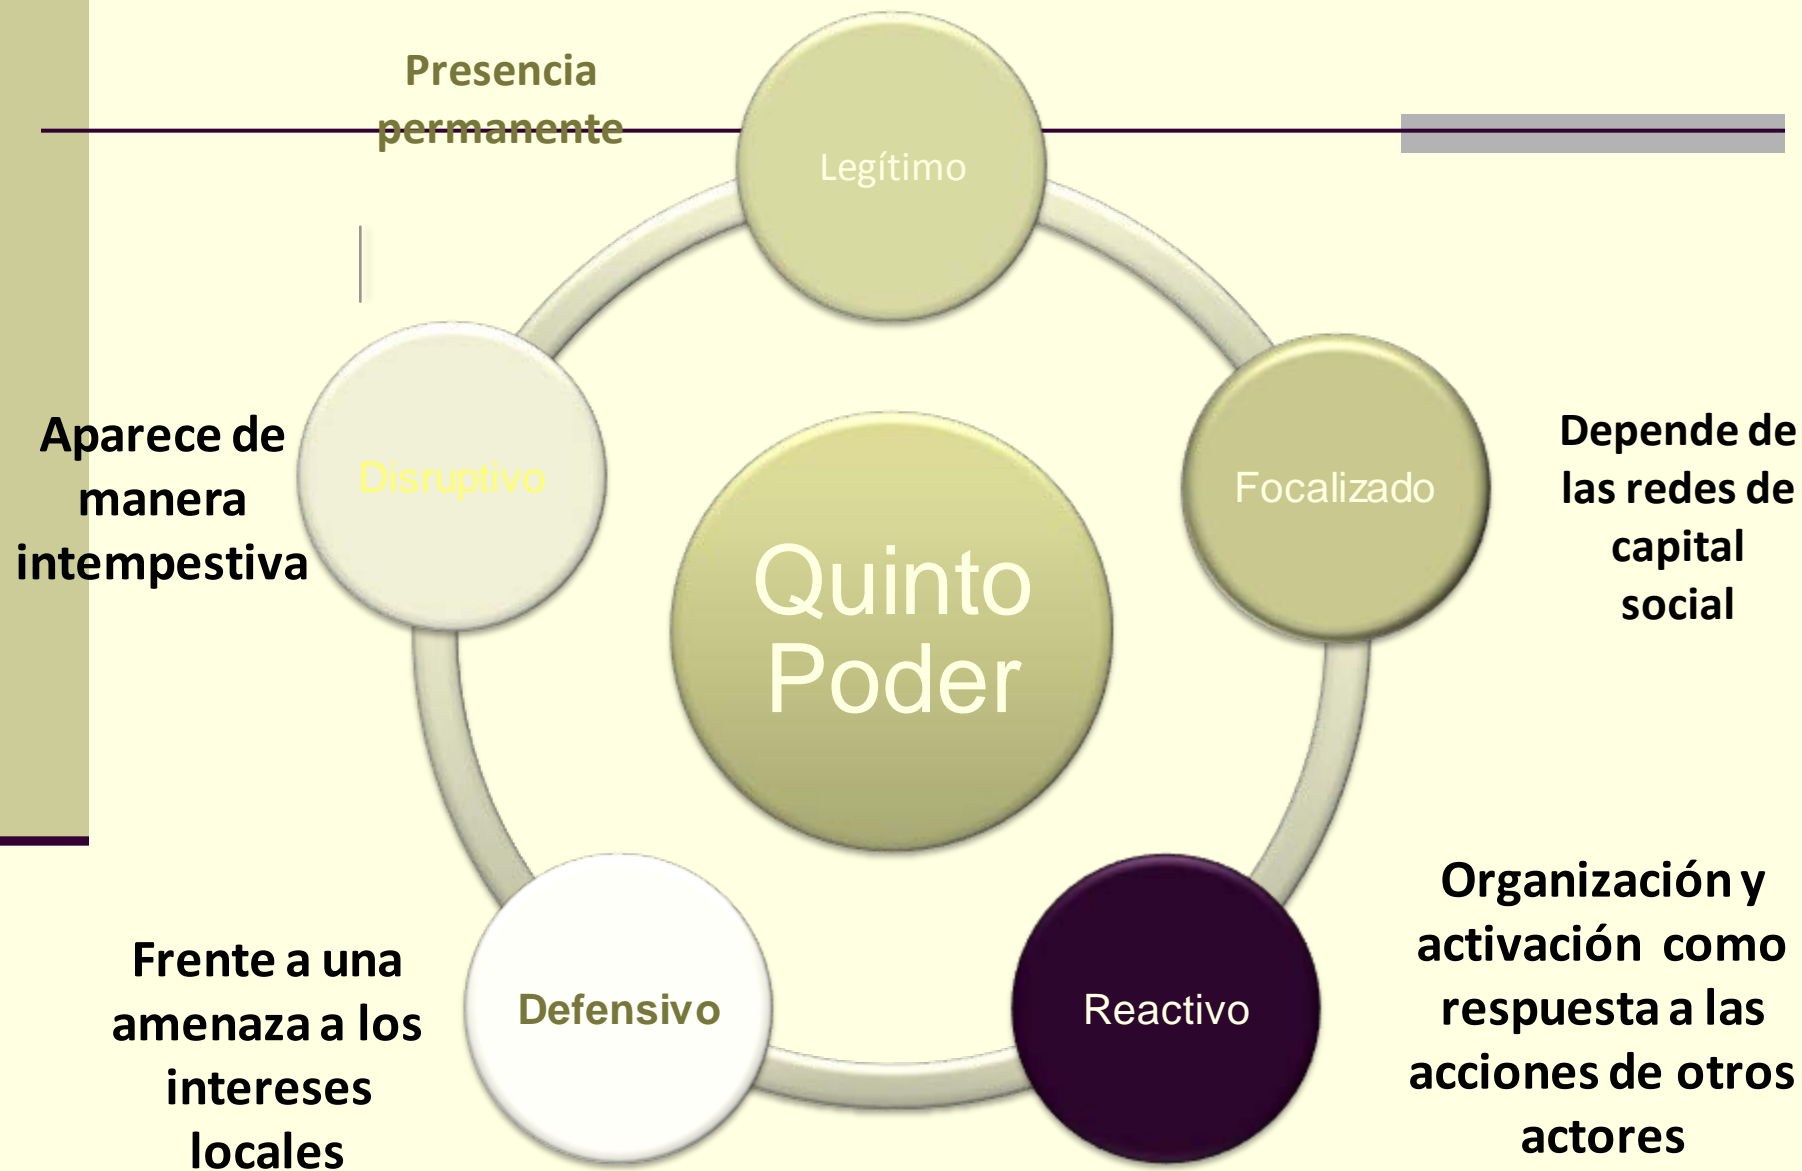 Presencia
permanente
Legítimo
Aparece de
manera
intempestiva
Disruptivo
Quinto
Poder
Focalizado
Depende de
las redes de
capital
social
Frente a una
amenaza a los
intereses
locales
Defensivo
Reactivo
Organización y
activación como
respuesta a las
acciones de otros
actores